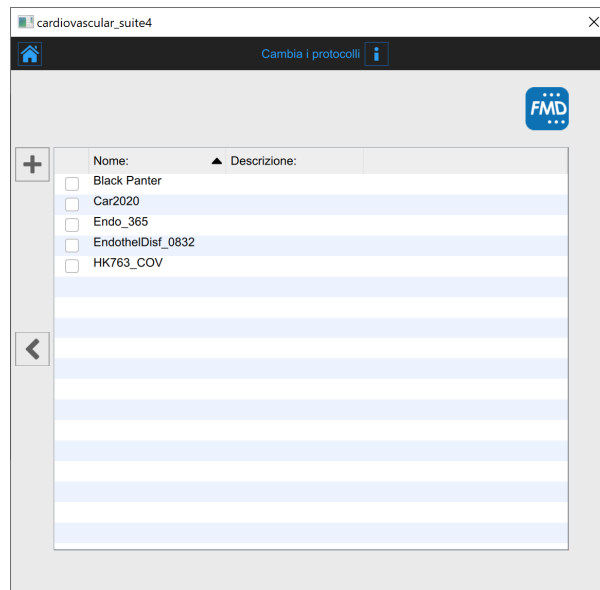 cardiovascular_suite4
Cambia i protocolli
FMD
Nome: Descrizione:
Black Panter
Car2020
Endo_365
EndothelDisf_0832
HK763_COV